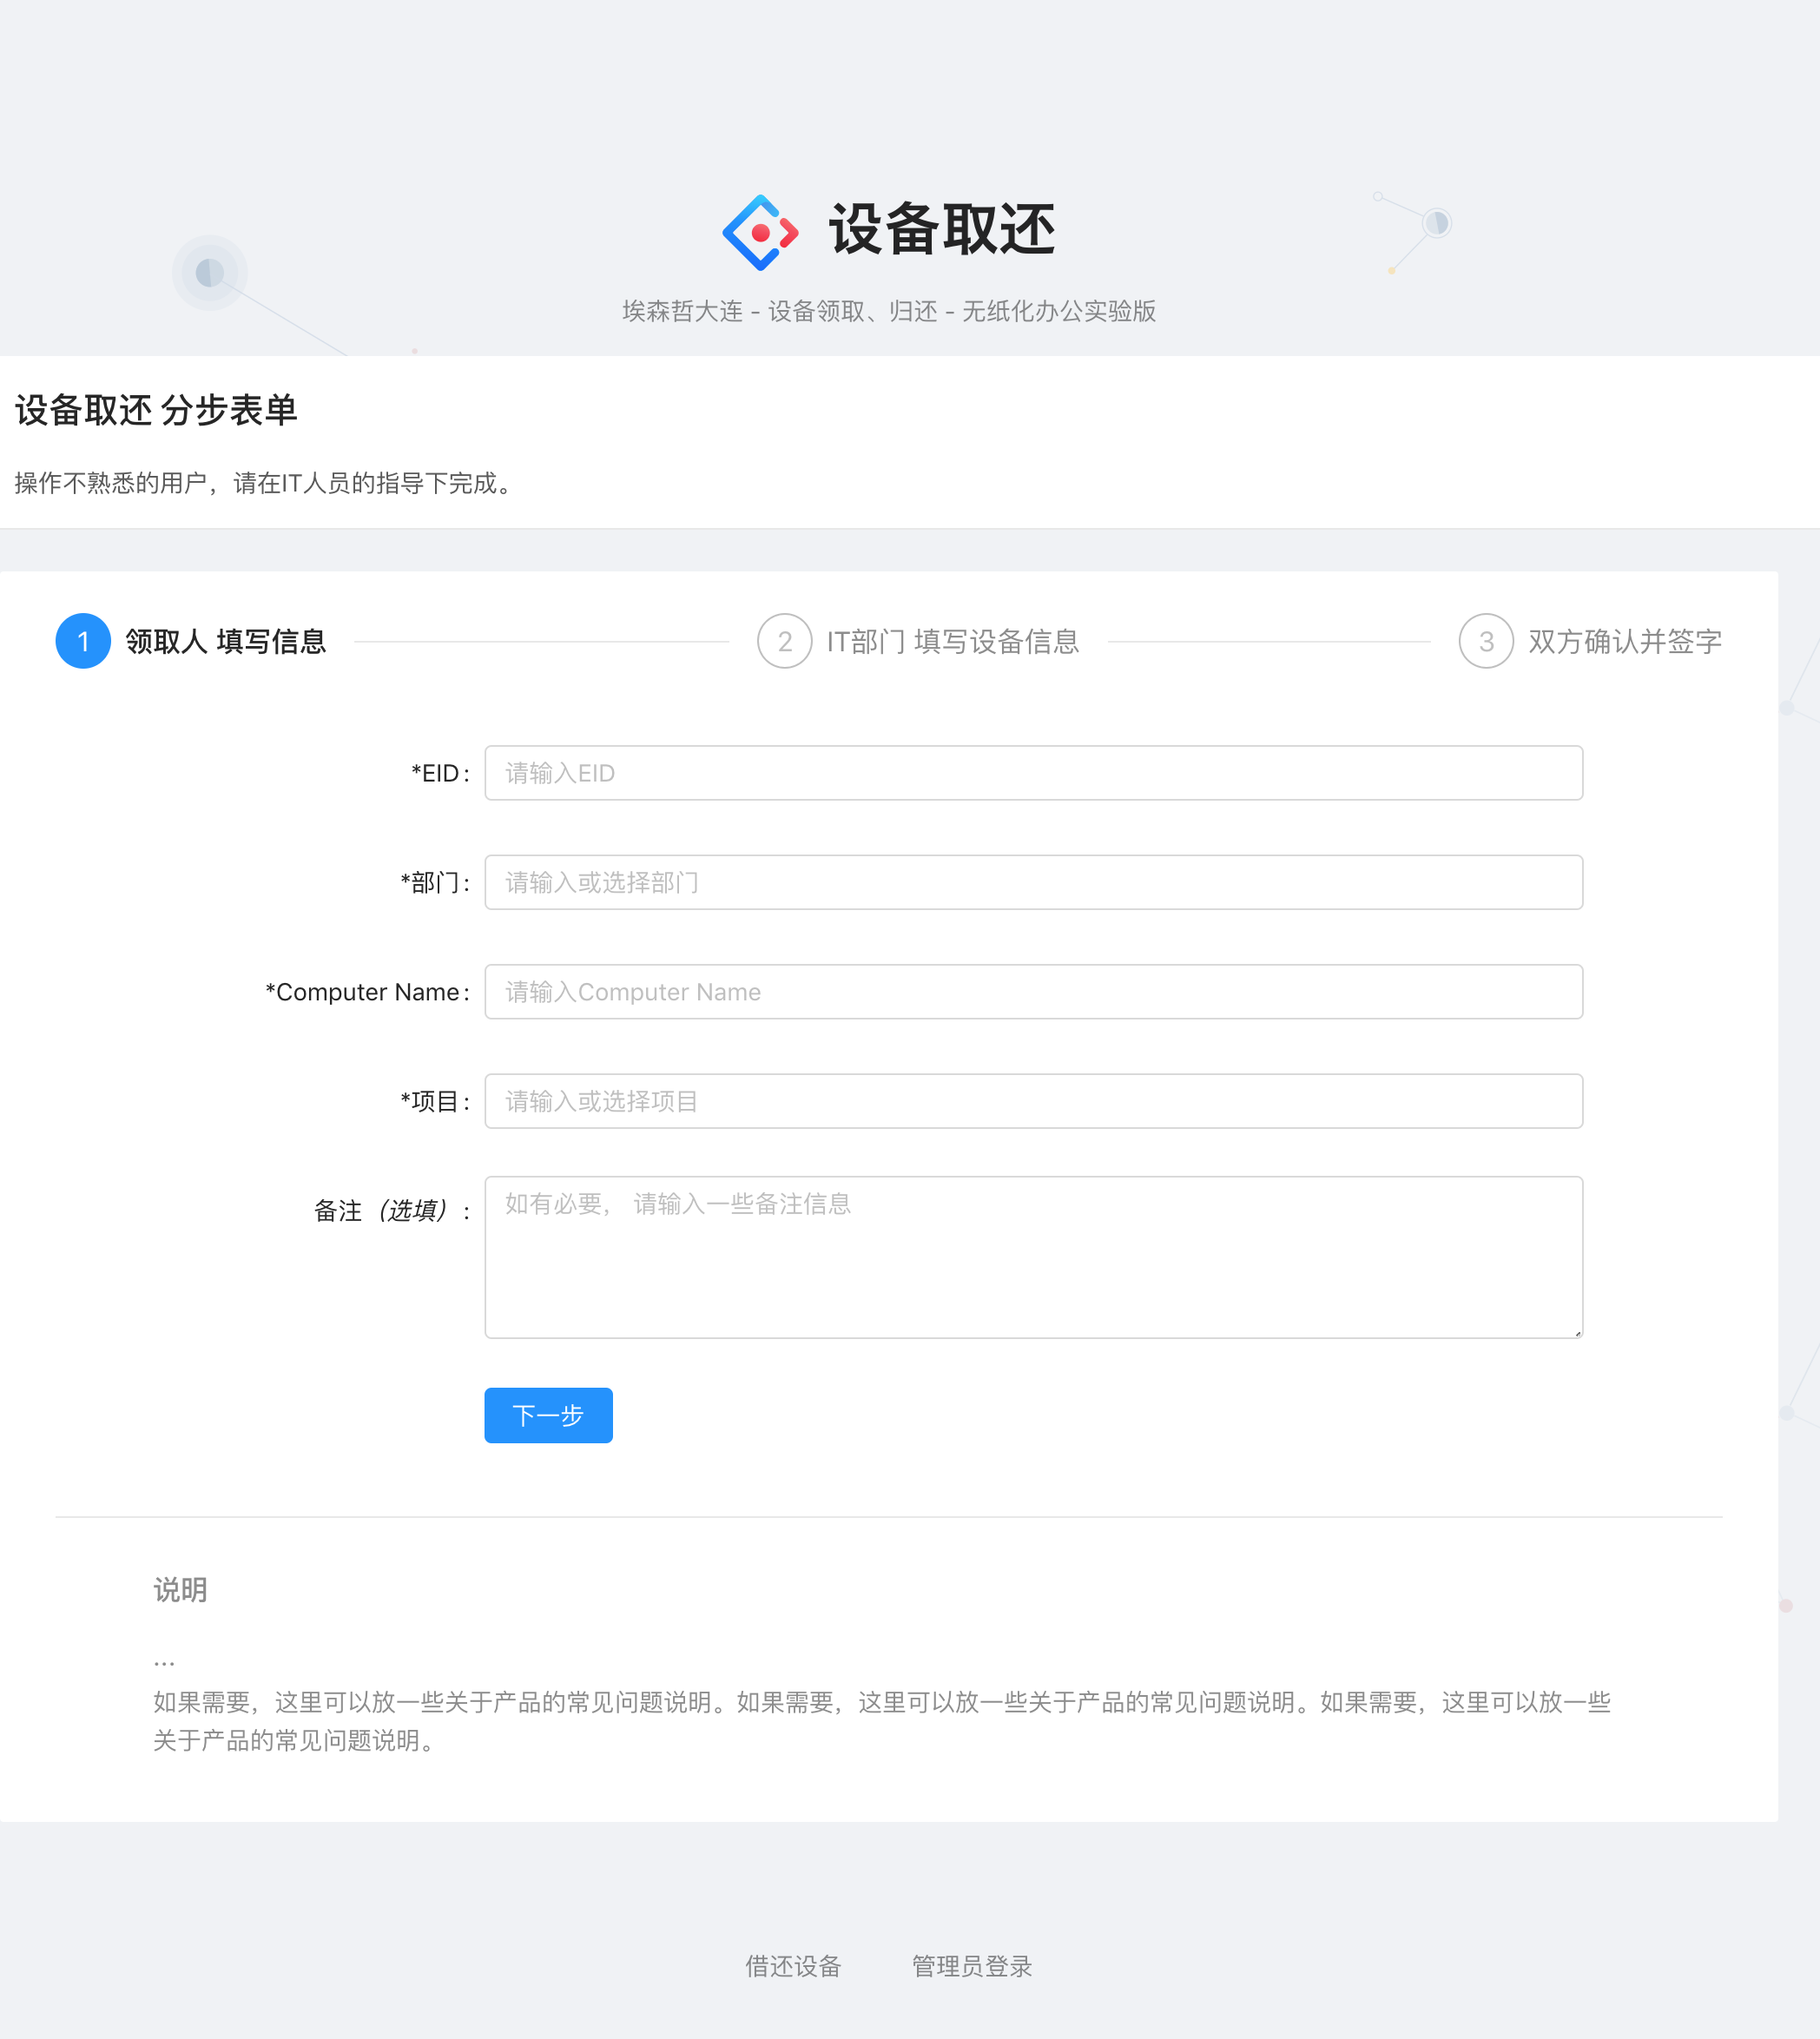 设备取还
埃森哲大连 - 设备领取、归还 - 无纸化办公实验版
设备取还 分步表单
操作不熟悉的用户，请在IT人员的指导下完成。
1 领取人 填写信息 2 IT部门 填写设备信息 3 双方确认并签字
*EID: 请输入EID
*部门: 请输入或选择部门
*Computer Name: 请输入Computer Name
*项目: 请输入或选择项目
备注（选填）: 如有必要， 请输入一些备注信息
下一步
说明
...
如果需要，这里可以放一些关于产品的常见问题说明。如果需要，这里可以放一些关于产品的常见问题说明。如果需要，这里可以放一些
关于产品的常见问题说明。
借还设备 管理员登录